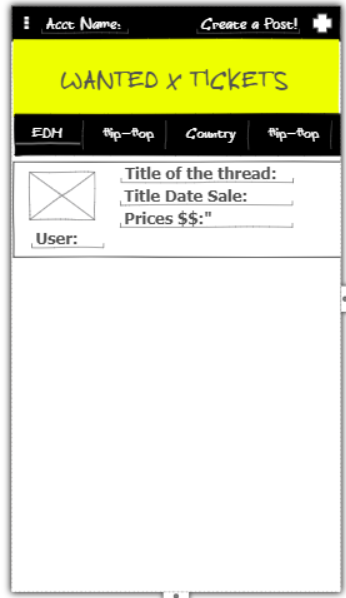 Acct Name: Create a Post!
WANTED X TICKETS
EDM Hip-Hop Country Hip-Hop
Title of the thread:
Title Date Sale:
Prices $$:"
User: